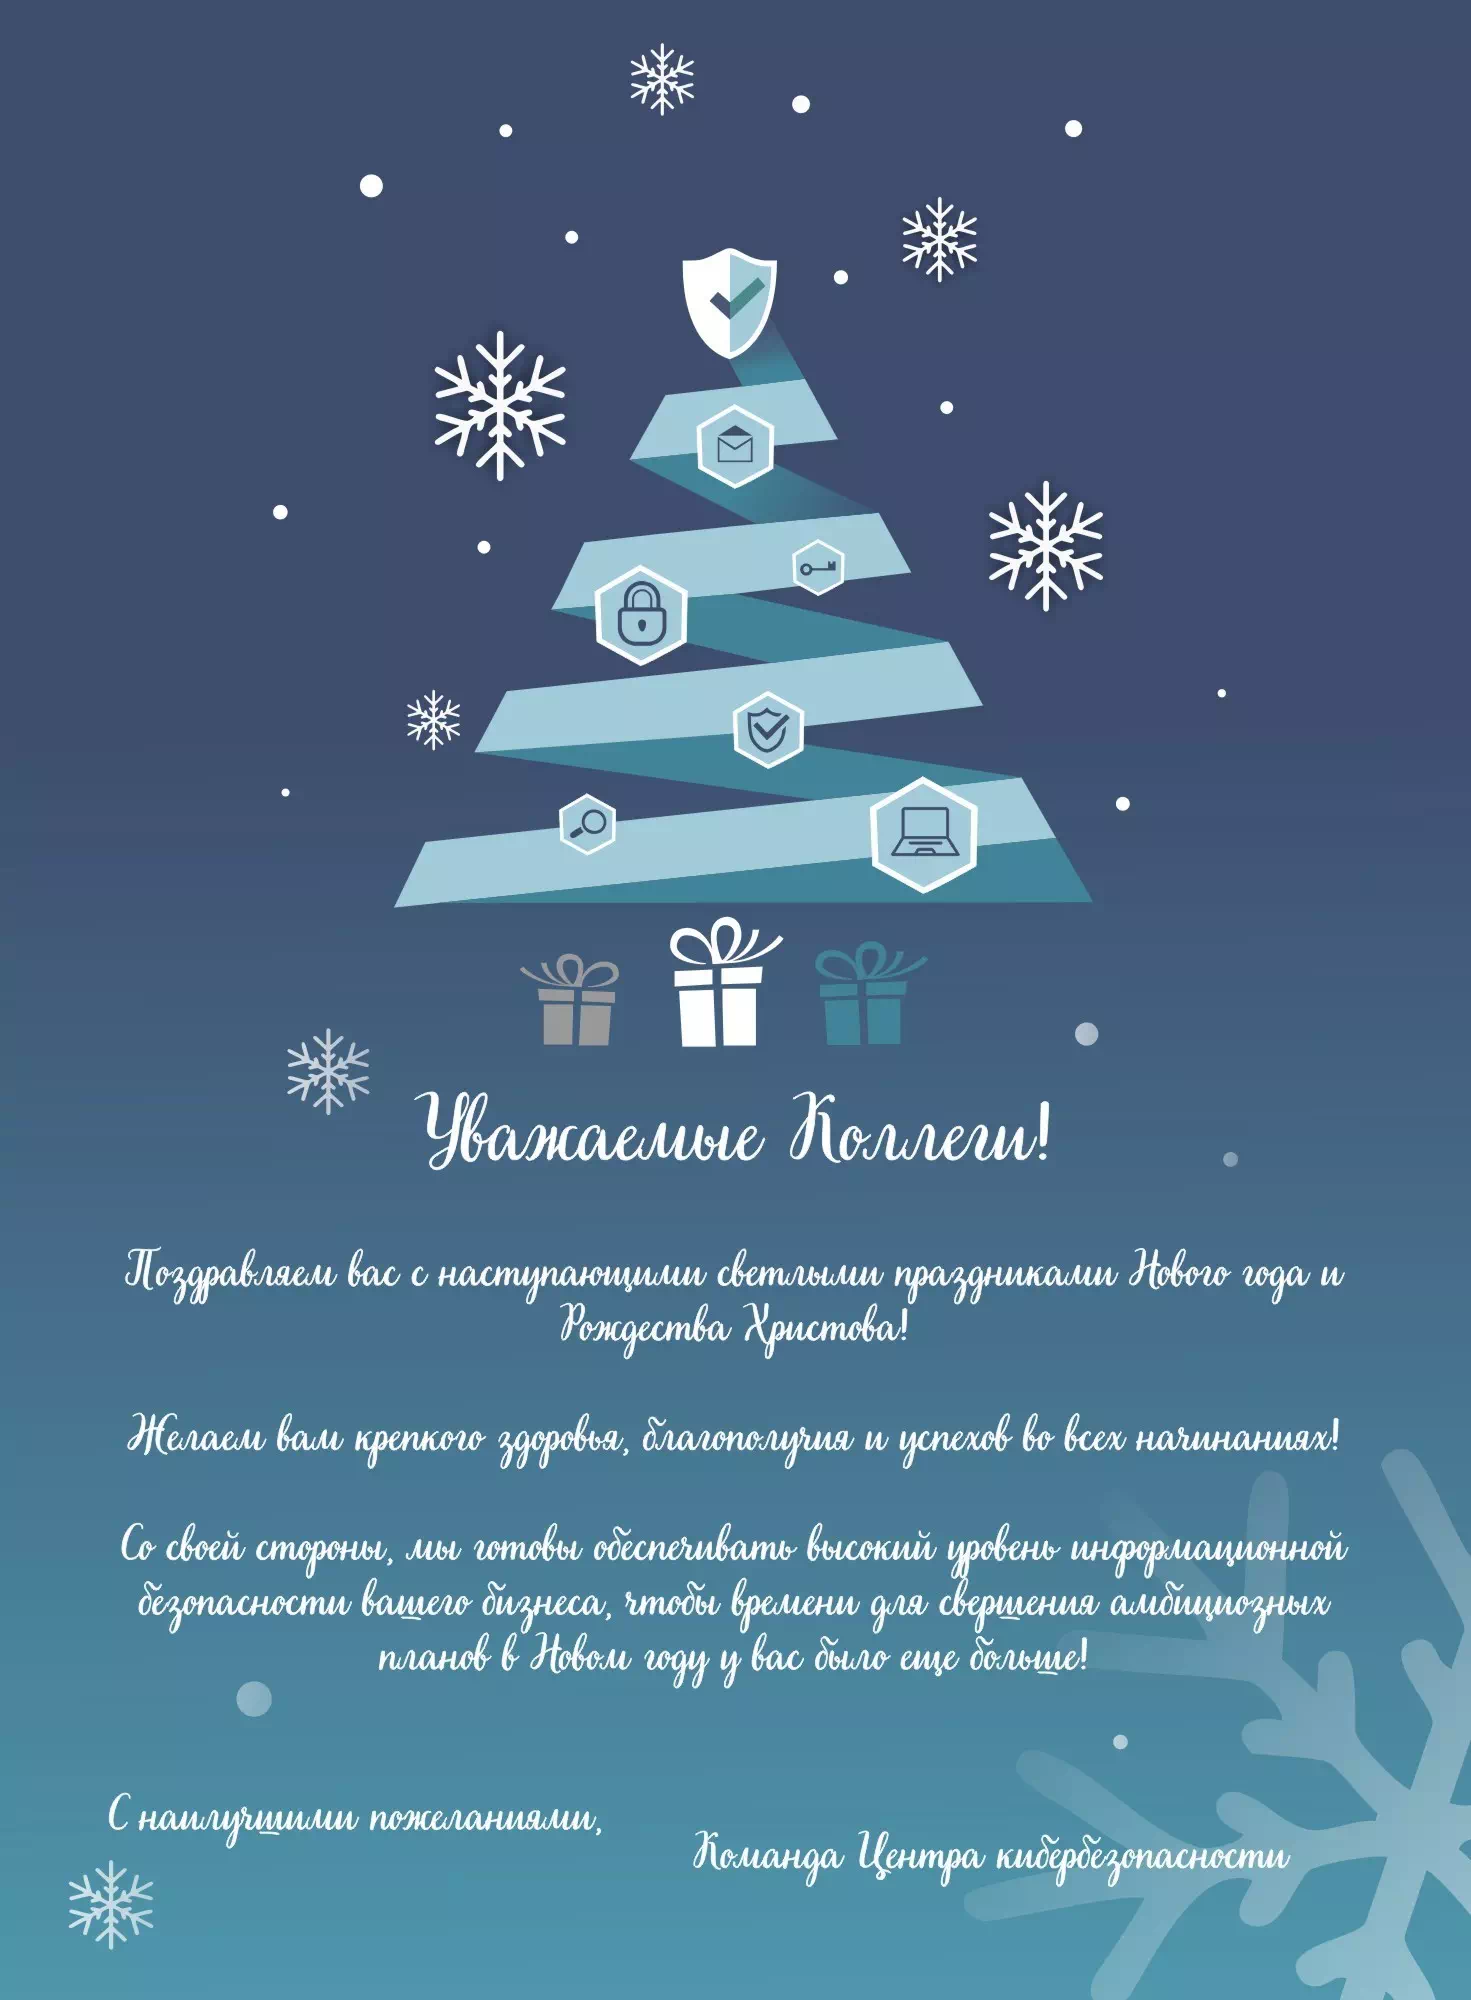 Уважаемые Коллеги!
Поздравляем вас с наступающими светлыми праздниками Нового года и
Рождества Христова!
Желаем вам крепкого здоровья, благополучия и успехов во всех начинаниях!
Со своей стороны, мы готовы обеспечивать высокий уровень информационной
безопасности вашего бизнеса, чтобы времени для свершения амбициозных
планов в Новом году у вас было еще больше!
С наилучшими пожеланиями,
Команда Центра кибербезопасности